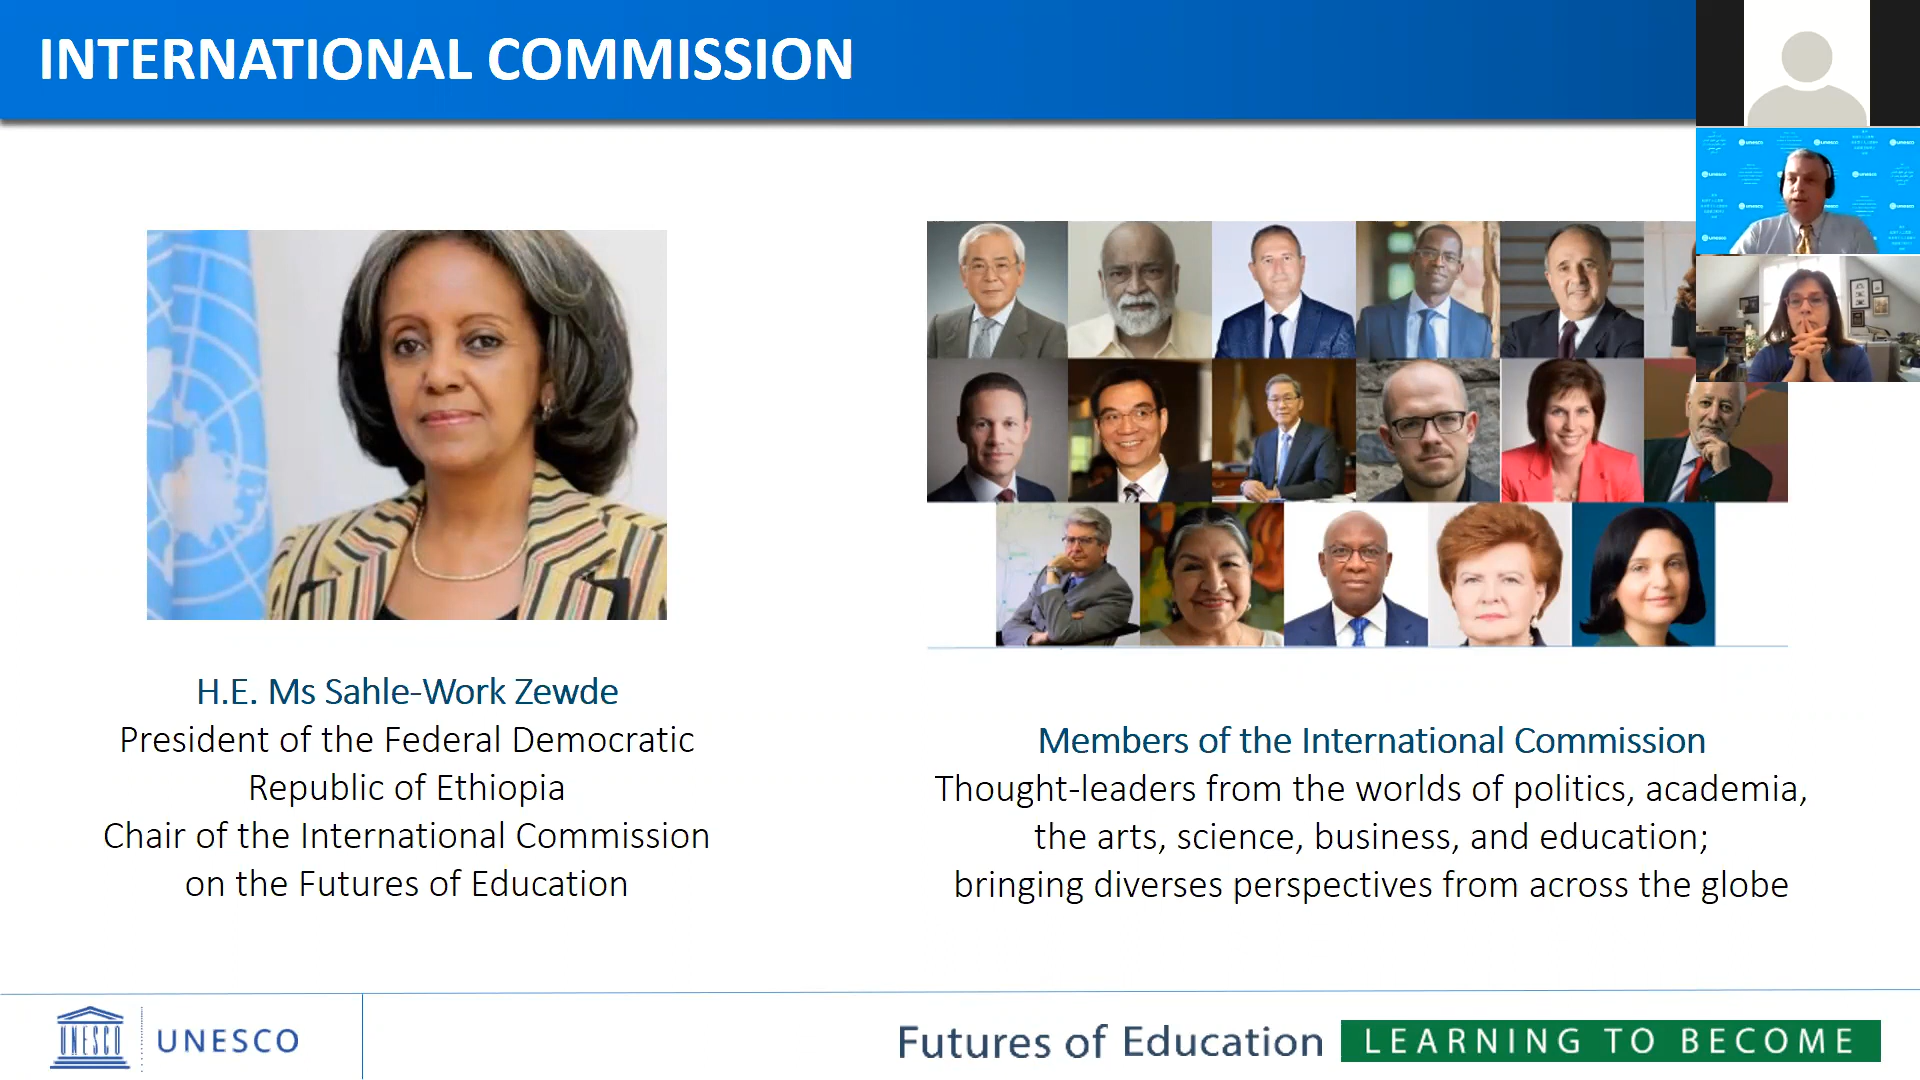 INTERNATIONAL COMMISSION
H.E. Ms Sahle-Work Zewde
President of the Federal Democratic
Republic of Ethiopia
Chair of the International Commission
on the Futures of Education
Members of the International Commission
Thought-leaders from the worlds of politics, academia,
the arts, science, business, and education;
bringing diverses perspectives from across the globe
UNESCO
UNESCO
Futures of Education
LEARNING TO BECOME